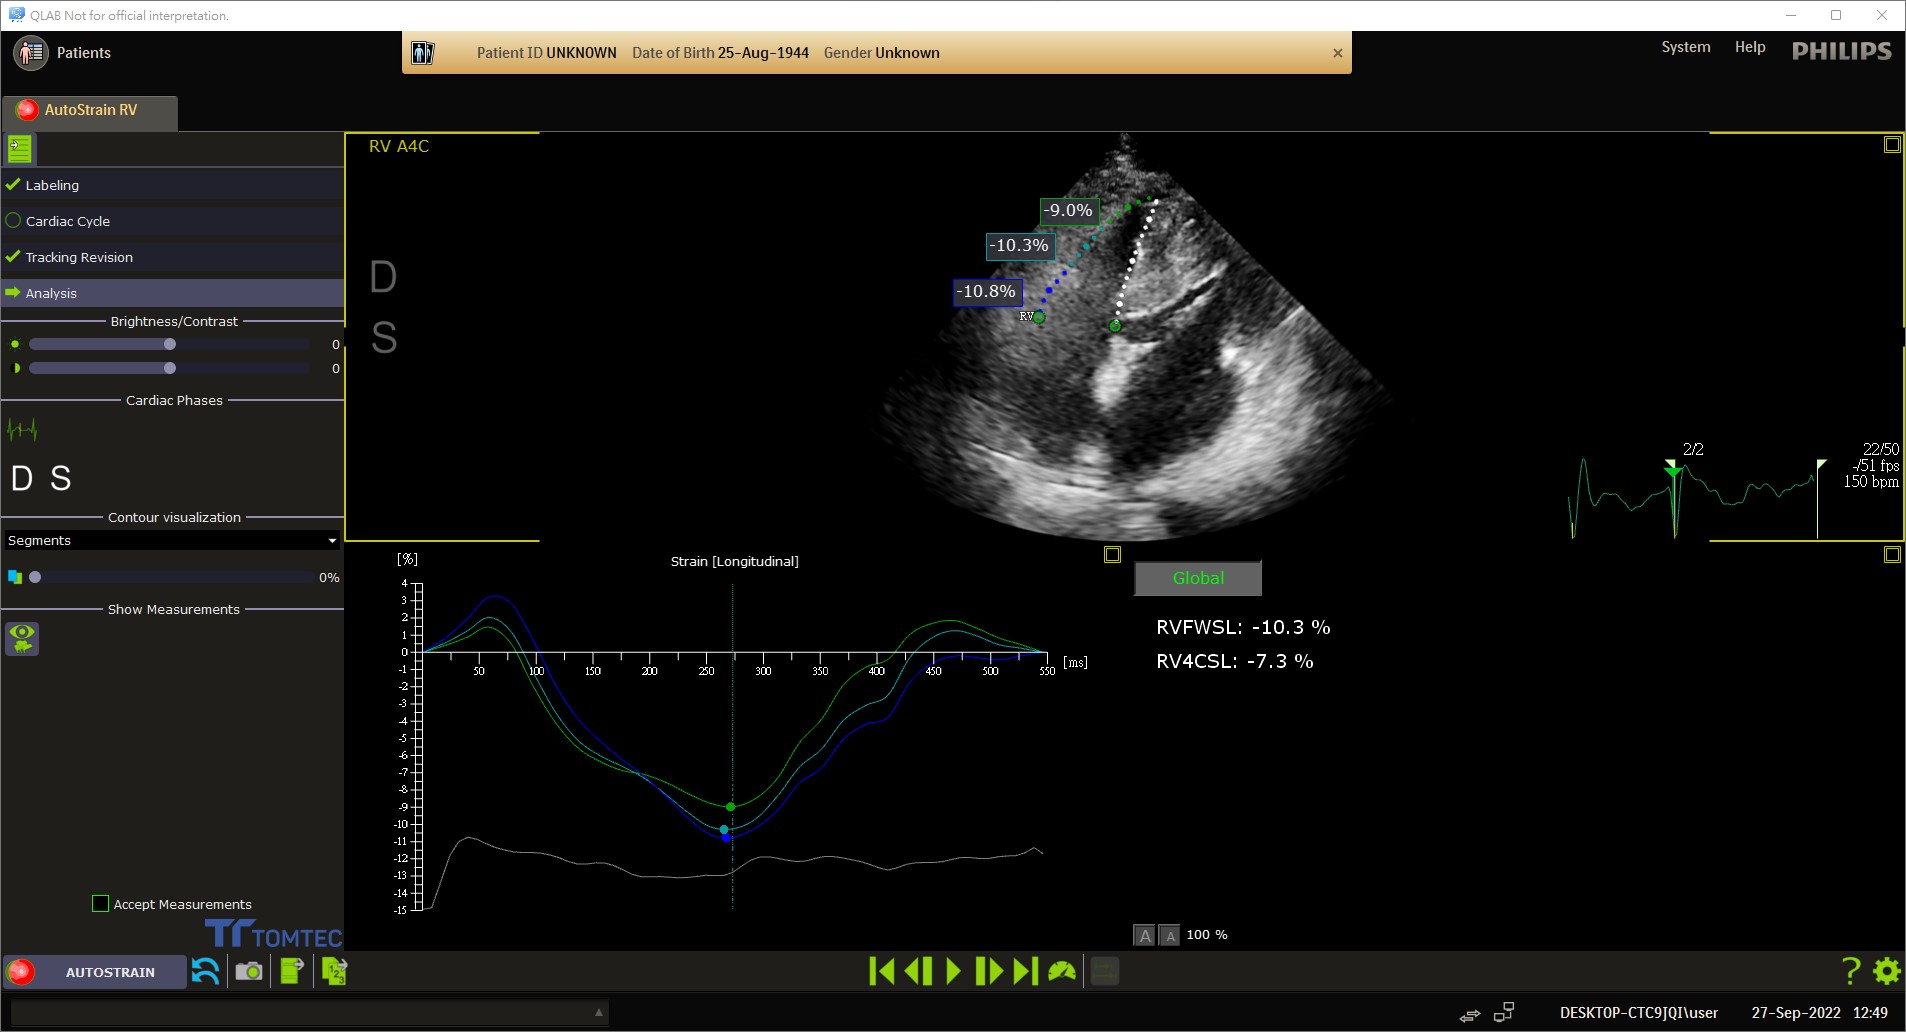 QLAB Not for official interpretation.
Patients
Patient ID UNKNOWN Date of Birth 25-Aug-1944 Gender Unknown
System Help PHILIPS
AutoStrain RV
Labeling
Cardiac Cycle
Tracking Revision
Analysis
Brightness/Contrast
0
0
Cardiac Phases
D S
Contour visualization
Segments
0%
Show Measurements
Accept Measurements
TOMTEC
RV A4C
D
S
-9.0%
-10.3%
-10.8%
RV
2/2
22/50
-/51 fps
150 bpm
[%]
Strain [Longitudinal]
4
3
2
1
0
-1
-2
-3
-4
-5
-6
-7
-8
-9
-10
-11
-12
-13
-14
-15
50 100 150 200 250 300 350 400 450 500 550 [ms]
Global
RVFWSL: -10.3 %
RV4CSL: -7.3 %
A A 100 %
AUTOSTRAIN
1 2 3
?
DESKTOP-CTC9JQI\user 27-Sep-2022 12:49